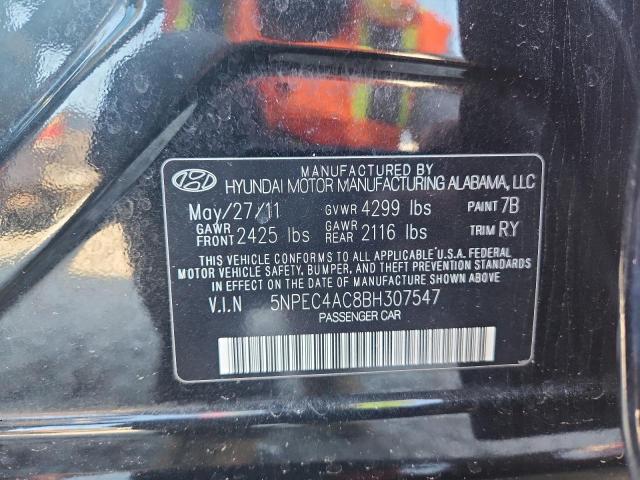 MANUFACTURED BY
HYUNDAI MOTOR MANUFACTURING ALABAMA, LLC
May/27/11 GVWR 4299 lbs PAINT 7B
GAWR FRONT 2425 lbs GAWR REAR 2116 lbs TRIM RY
THIS VEHICLE CONFORMS TO ALL APPLICABLE U.S.A. FEDERAL
MOTOR VEHICLE SAFETY, BUMPER, AND THEFT PREVENTION STANDARDS
IN EFFECT ON THE DATE OF MANUFACTURE SHOWN ABOVE.
V.I.N 5NPEC4AC8BH307547
PASSENGER CAR